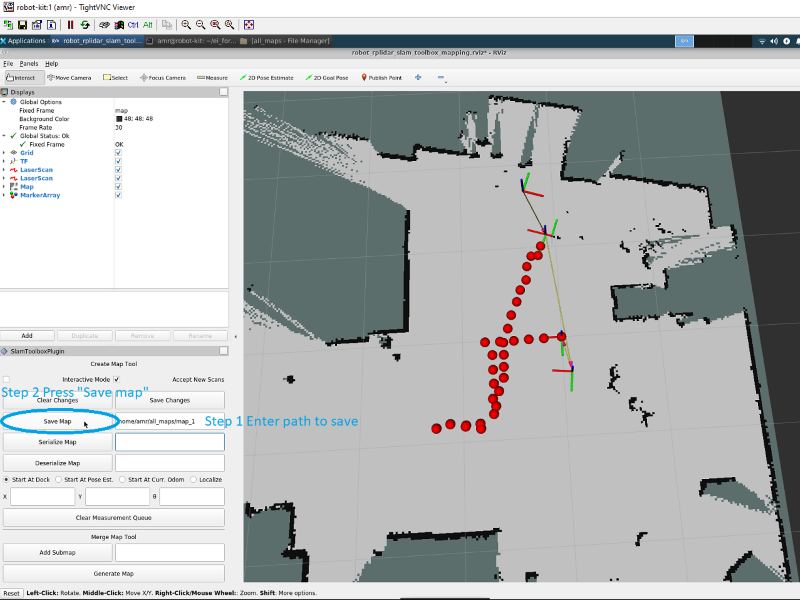 robot-kit:1 (amr) - TightVNC Viewer
Ctrl Alt
Applications robot_rplidar_slam_tool... amr@robot-kit: ~/ei_for... [all_maps - File Manager]
robot_rplidar_slam_toolbox_mapping.rviz* - RViz
File Panels Help
Interact Move Camera Select Focus Camera Measure 2D Pose Estimate 2D Goal Pose Publish Point
Displays
Global Options
Fixed Frame map
Background Color 48; 48; 48
Frame Rate 30
Global Status: Ok
Fixed Frame OK
Grid
TF
LaserScan
LaserScan
Map
MarkerArray
Add Duplicate Remove Rename
SlamToolboxPlugin
Create Map Tool
Interactive Mode Accept New Scans
Step 2 Press "Save map"
Clear Changes Save Changes
Save Map home/amr/all_maps/map_1 Step 1 Enter path to save
Serialize Map
Deserialize Map
Start At Dock Start At Pose Est. Start At Curr. Odom Localize
X Y θ
Clear Measurement Queue
Merge Map Tool
Add Submap
Generate Map
Reset Left-Click: Rotate. Middle-Click: Move X/Y. Right-Click/Mouse Wheel:: Zoom. Shift: More options.